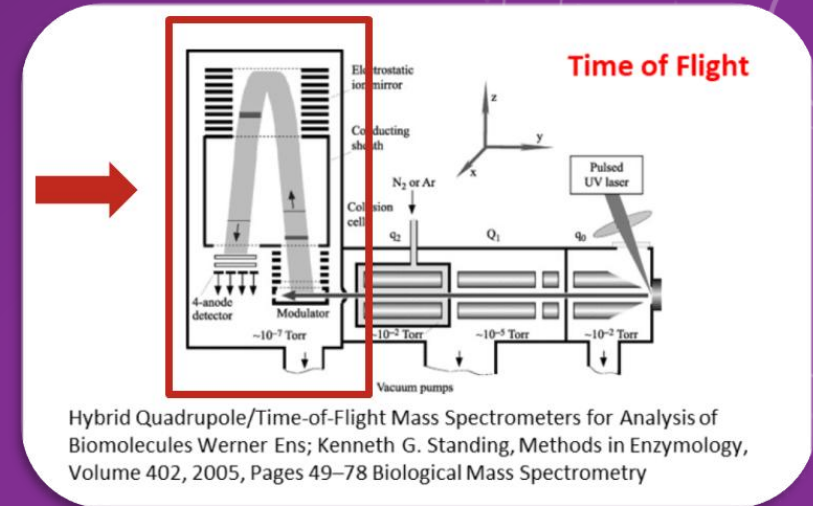 Time of Flight
Electrostatic
ion mirror
Conducting
sheath
z
y
x
N₂ or Ar
Pulsed
UV laser
Collision
cell
q₂
Q₁
q₀
4-anode
detector
Modulator
~10⁻⁷ Torr
~10⁻² Torr
~10⁻⁵ Torr
~10⁻² Torr
Vacuum pumps
Hybrid Quadrupole/Time-of-Flight Mass Spectrometers for Analysis of
Biomolecules Werner Ens; Kenneth G. Standing, Methods in Enzymology,
Volume 402, 2005, Pages 49–78 Biological Mass Spectrometry